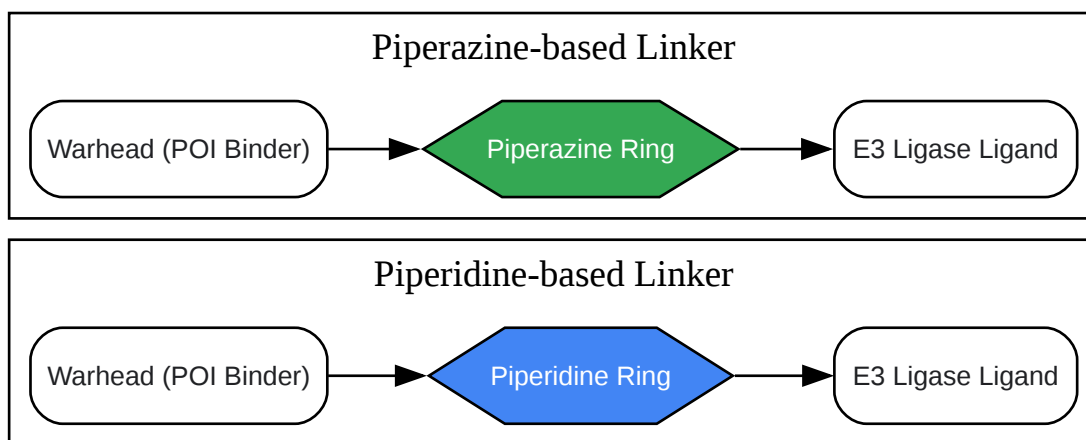 Piperazine-based Linker
Warhead (POI Binder)
Piperazine Ring
E3 Ligase Ligand
Piperidine-based Linker
Warhead (POI Binder)
Piperidine Ring
E3 Ligase Ligand